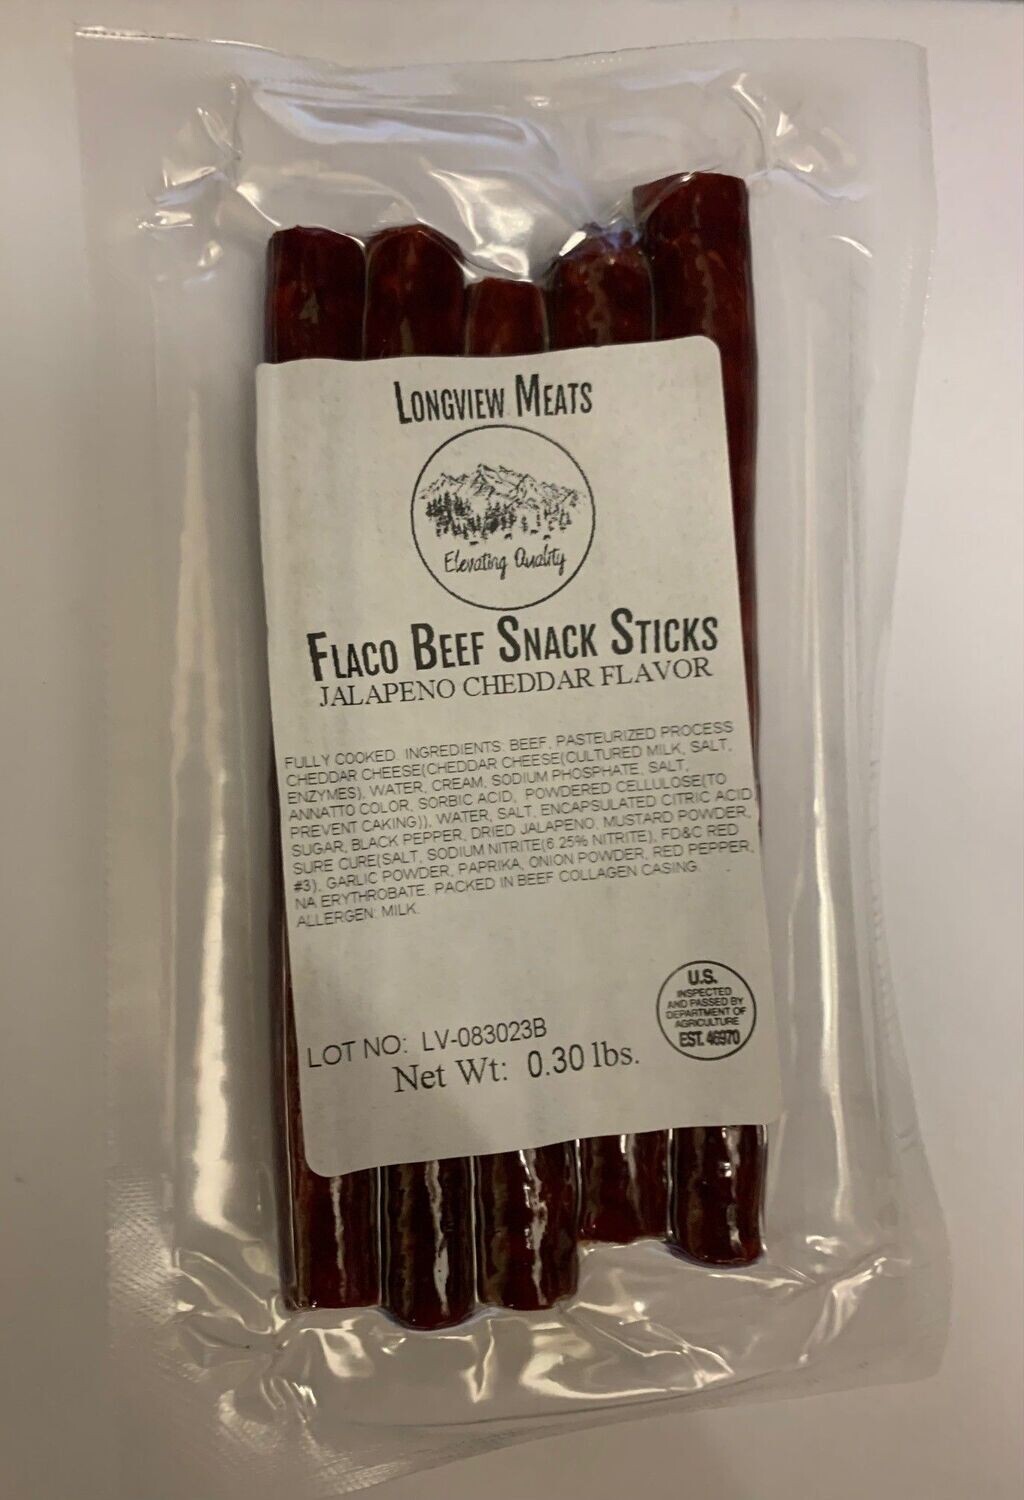 LONGVIEW MEATS
Elevating Quality
FLACO BEEF SNACK STICKS
JALAPENO CHEDDAR FLAVOR
FULLY COOKED. INGREDIENTS: BEEF, PASTEURIZED PROCESS
CHEDDAR CHEESE(CHEDDAR CHEESE(CULTURED MILK, SALT,
ENZYMES), WATER, CREAM, SODIUM PHOSPHATE, SALT,
ANNATTO COLOR, SORBIC ACID, POWDERED CELLULOSE(TO
PREVENT CAKING)), WATER, SALT, ENCAPSULATED CITRIC ACID
SUGAR, BLACK PEPPER, DRIED JALAPENO, MUSTARD POWDER,
SURE CURE(SALT, SODIUM NITRITE(6.25% NITRITE), FD&C RED
#3), GARLIC POWDER, PAPRIKA, ONION POWDER, RED PEPPER,
NA ERYTHROBATE. PACKED IN BEEF COLLAGEN CASING.
ALLERGEN: MILK.
U.S.
INSPECTED
AND PASSED BY
DEPARTMENT OF
AGRICULTURE
EST. 46970
LOT NO: LV-083023B
Net Wt: 0.30 lbs.